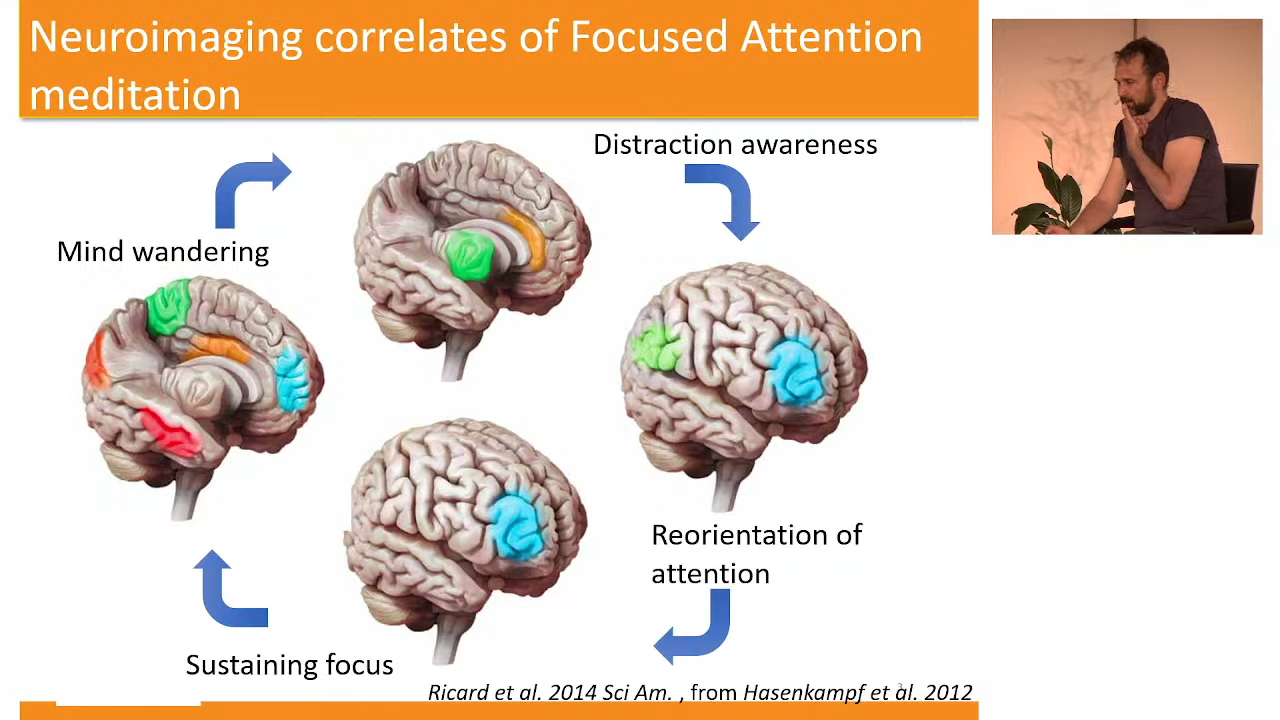 Neuroimaging correlates of Focused Attention
meditation
Distraction awareness
Mind wandering
Reorientation of
attention
Sustaining focus
Ricard et al. 2014 Sci Am. , from Hasenkampf et al. 2012
2